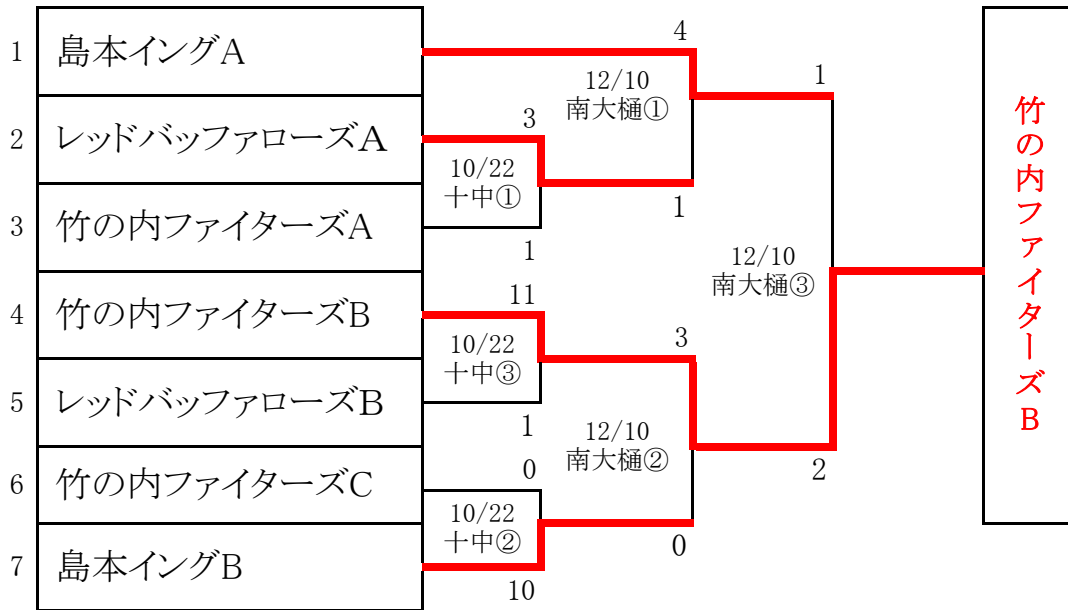 1 島本イングA
2 レッドバッファローズA
3 竹の内ファイターズA
4 竹の内ファイターズB
5 レッドバッファローズB
6 竹の内ファイターズC
7 島本イングB
3
10/22
十中①
1
11
10/22
十中③
1
0
10/22
十中②
10
4
12/10
南大樋①
1
3
12/10
南大樋②
0
1
12/10
南大樋③
2
竹の内ファイターズB